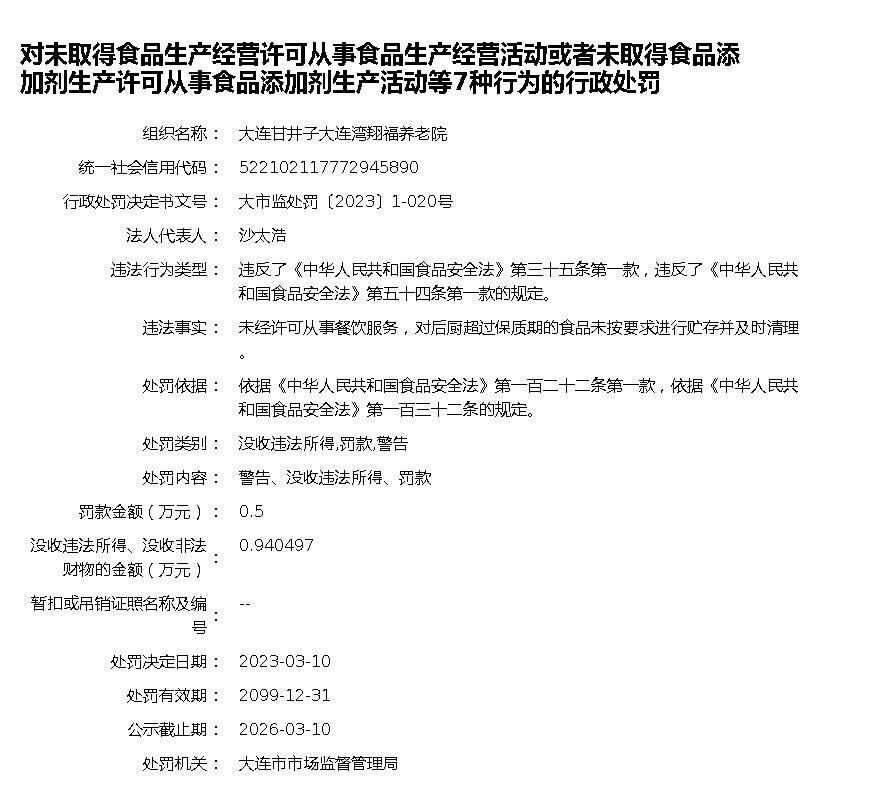 对未取得食品生产经营许可从事食品生产经营活动或者未取得食品添
加剂生产许可从事食品添加剂生产活动等7种行为的行政处罚
组织名称： 大连甘井子大连湾翔福养老院
统一社会信用代码： 522102117772945890
行政处罚决定书文号： 大市监处罚〔2023〕1-020号
法人代表人： 沙太浩
违法行为类型： 违反了《中华人民共和国食品安全法》第三十五条第一款，违反了《中华人民共
和国食品安全法》第五十四条第一款的规定。
违法事实： 未经许可从事餐饮服务，对后厨超过保质期的食品未按要求进行贮存并及时清理
。
处罚依据： 依据《中华人民共和国食品安全法》第一百二十二条第一款，依据《中华人民共
和国食品安全法》第一百三十二条的规定。
处罚类别： 没收违法所得,罚款,警告
处罚内容： 警告、没收违法所得、罚款
罚款金额（万元）： 0.5
没收违法所得、没收非法
财物的金额（万元）： 0.940497
暂扣或吊销证照名称及编
号： --
处罚决定日期： 2023-03-10
处罚有效期： 2099-12-31
公示截止期： 2026-03-10
处罚机关： 大连市市场监督管理局